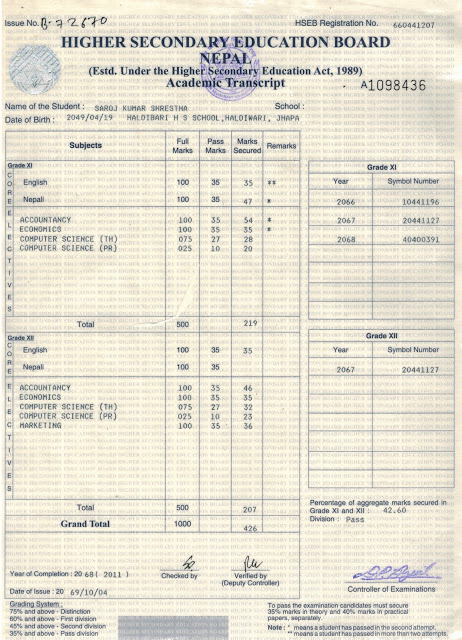 Issue No. B-72670
HSEB Registration No. 660441207
HIGHER SECONDARY EDUCATION BOARD
NEPAL
(Estd. Under the Higher Secondary Education Act, 1989)
Academic Transcript
A1098436
Name of the Student : SAROJ KUMAR SHRESTHA School :
Date of Birth : 2049/04/19 HALDIBARI H S SCHOOL,HALDIWARI, JHAPA
Subjects Full Marks Pass Marks Marks Secured Remarks
Grade XI
CORE
English 100 35 35 **
Nepali 100 35 47 *
ELECTIVES
ACCOUNTANCY 100 35 54 *
ECONOMICS 100 35 35 *
COMPUTER SCIENCE (TH) 075 27 28
COMPUTER SCIENCE (PR) 025 10 20
Total 500 219
Grade XII
CORE
English 100 35 35
Nepali 100 35
ELECTIVES
ACCOUNTANCY 100 35 46
ECONOMICS 100 35 35
COMPUTER SCIENCE (TH) 075 27 32
COMPUTER SCIENCE (PR) 025 10 23
MARKETING 100 35 36
Total 500 207
Grand Total 1000 426
Grade XI
Year Symbol Number
2066 10441196
2067 20441127
2068 40400391
Grade XII
Year Symbol Number
2067 20441127
Percentage of aggregate marks secured in
Grade XI and XII : 42.60
Division : Pass
Year of Completion : 20 68( 2011 )
Checked by
Verified by
(Deputy Controller)
Controller of Examinations
Date of Issue : 20 69/10/04
Grading System :
75% and above - Distinction
60% and above - First division
45% and above - Second division
35% and above - Pass division
To pass the examination candidates must secure
35% marks in theory and 40% marks in practical
papers, separately.
Note : * means a student has passed in the second attempt.
** means a student has passed in more than two attempts.